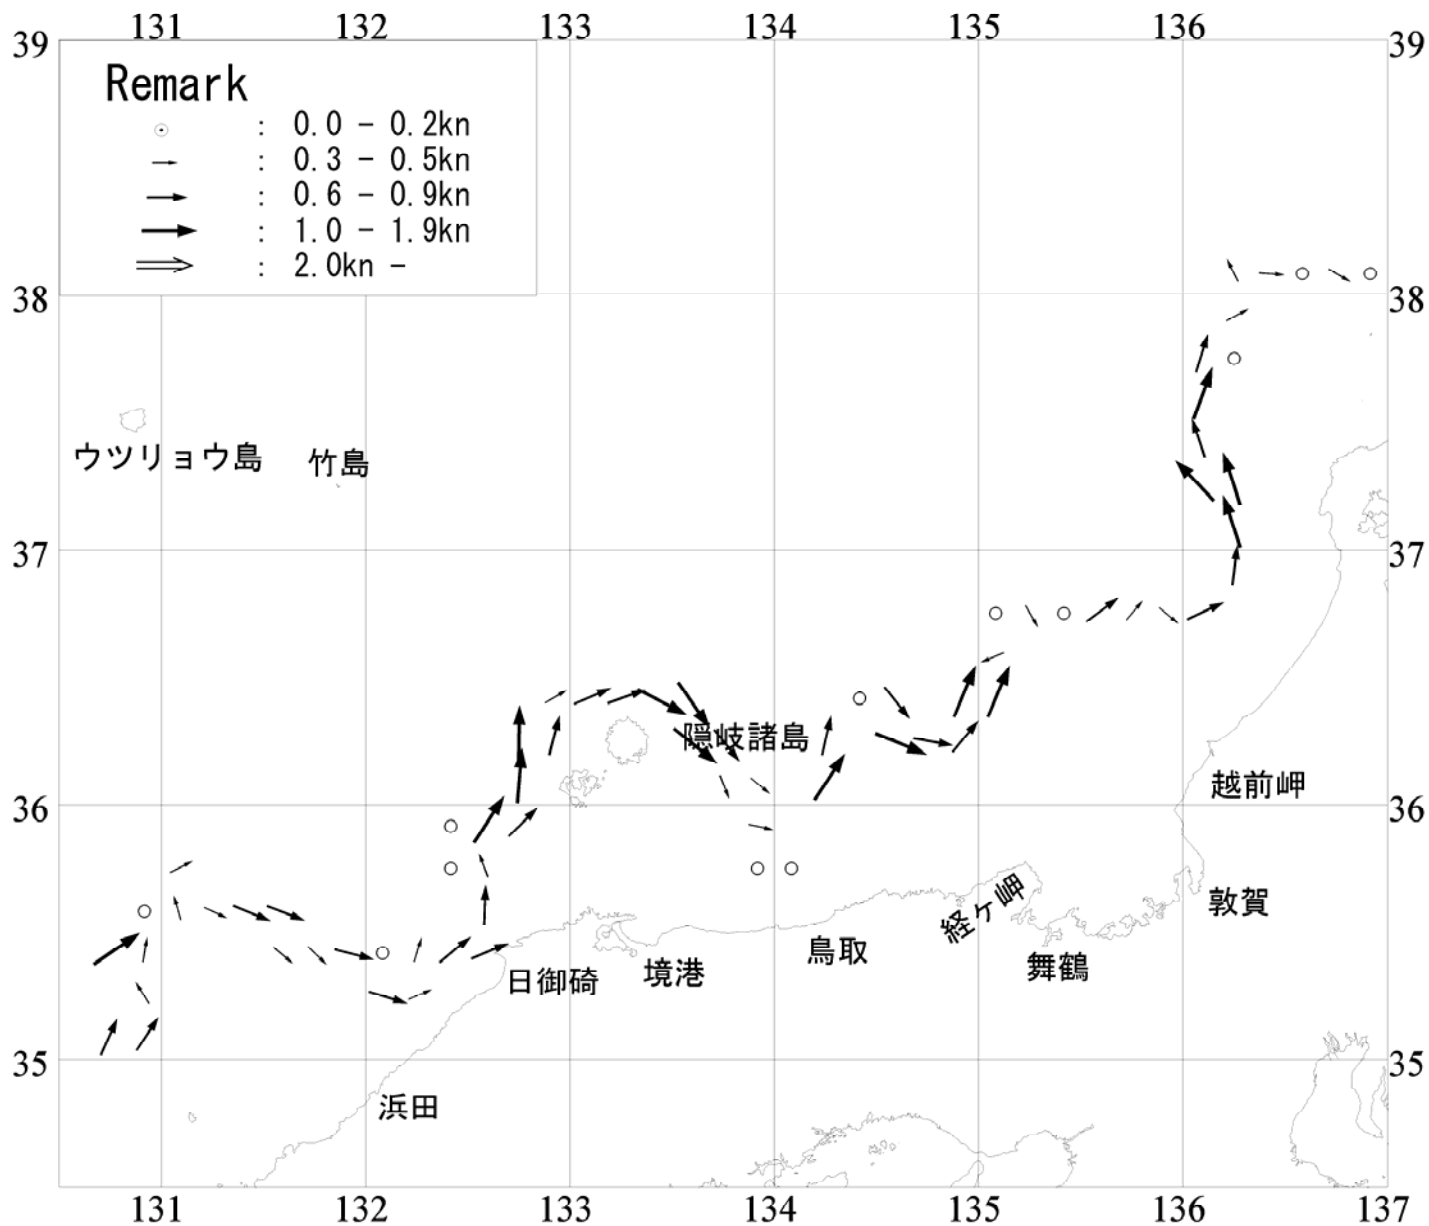 131 132 133 134 135 136
39 39
Remark
: 0.0 - 0.2kn
: 0.3 - 0.5kn
: 0.6 - 0.9kn
: 1.0 - 1.9kn
: 2.0kn -
38 38
ウツリョウ島 竹島
37 37
隠岐諸島
越前岬
36 36
経ヶ岬 敦賀
鳥取
日御碕 境港 舞鶴
35 35
浜田
131 132 133 134 135 136 137